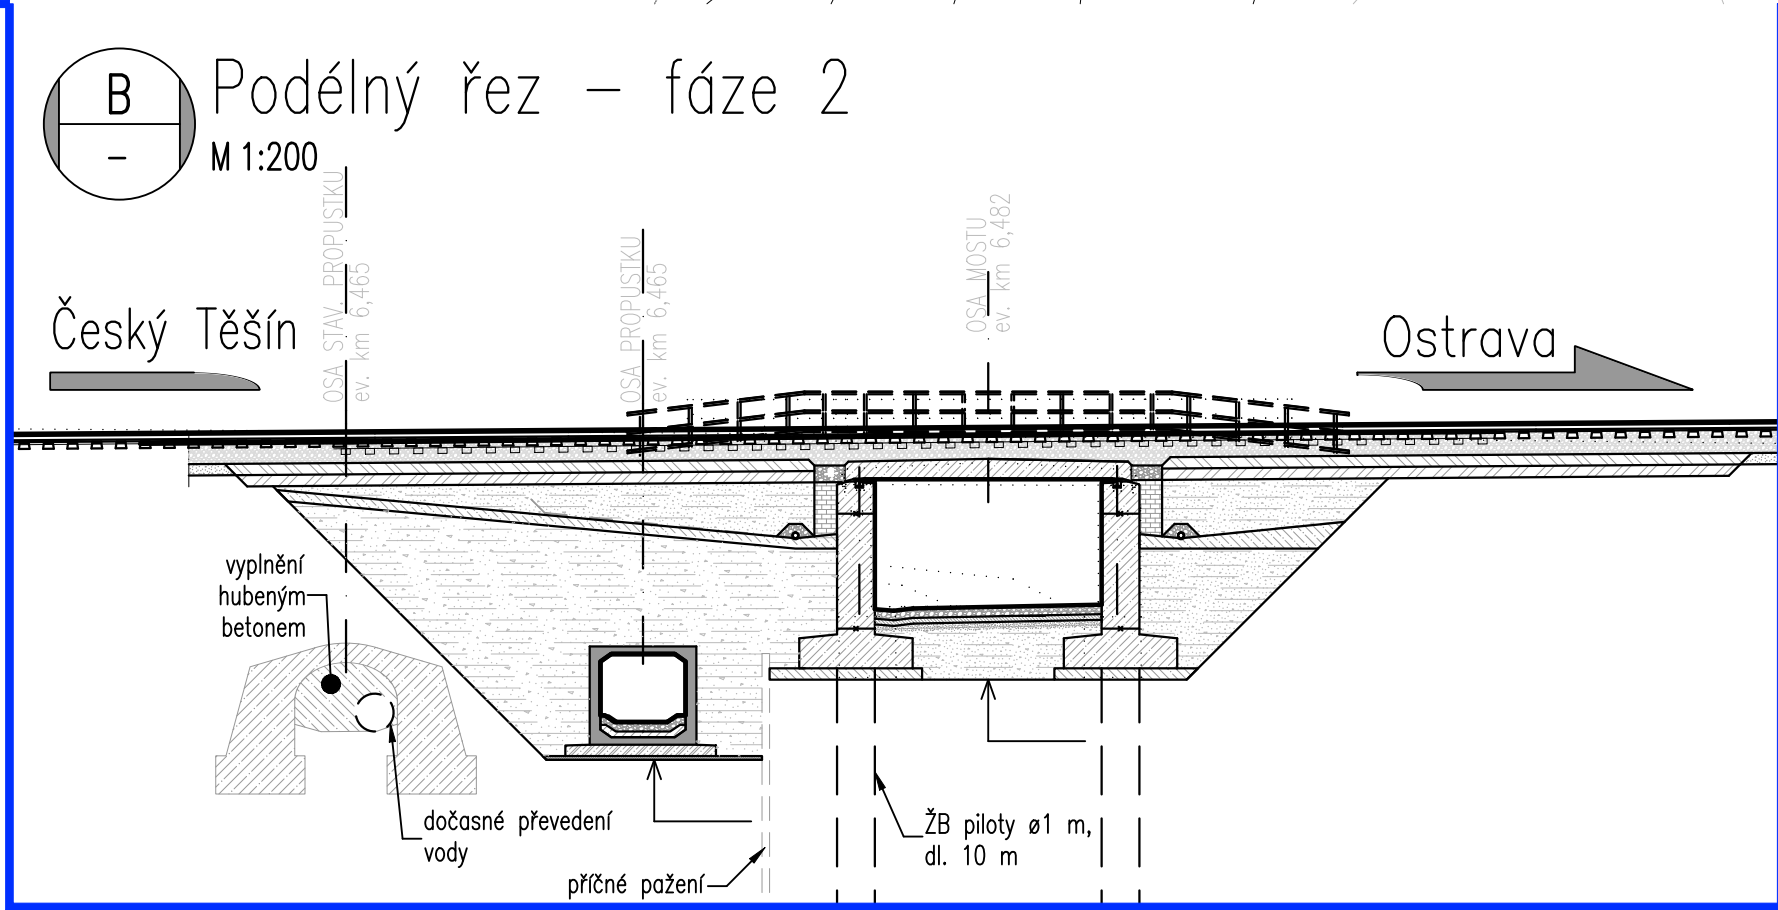 B
-
Podélný řez - fáze 2
M 1:200
OSA STAV. PROPUSTKU
ev. km 6,465
OSA PROPUSTKU
ev. km 6,465
OSA MOSTU
ev. km 6,482
Český Těšín
Ostrava
vyplnění
hubeným
betonem
dočasné převedení
vody
příčné pažení
ŽB piloty ø1 m,
dl. 10 m